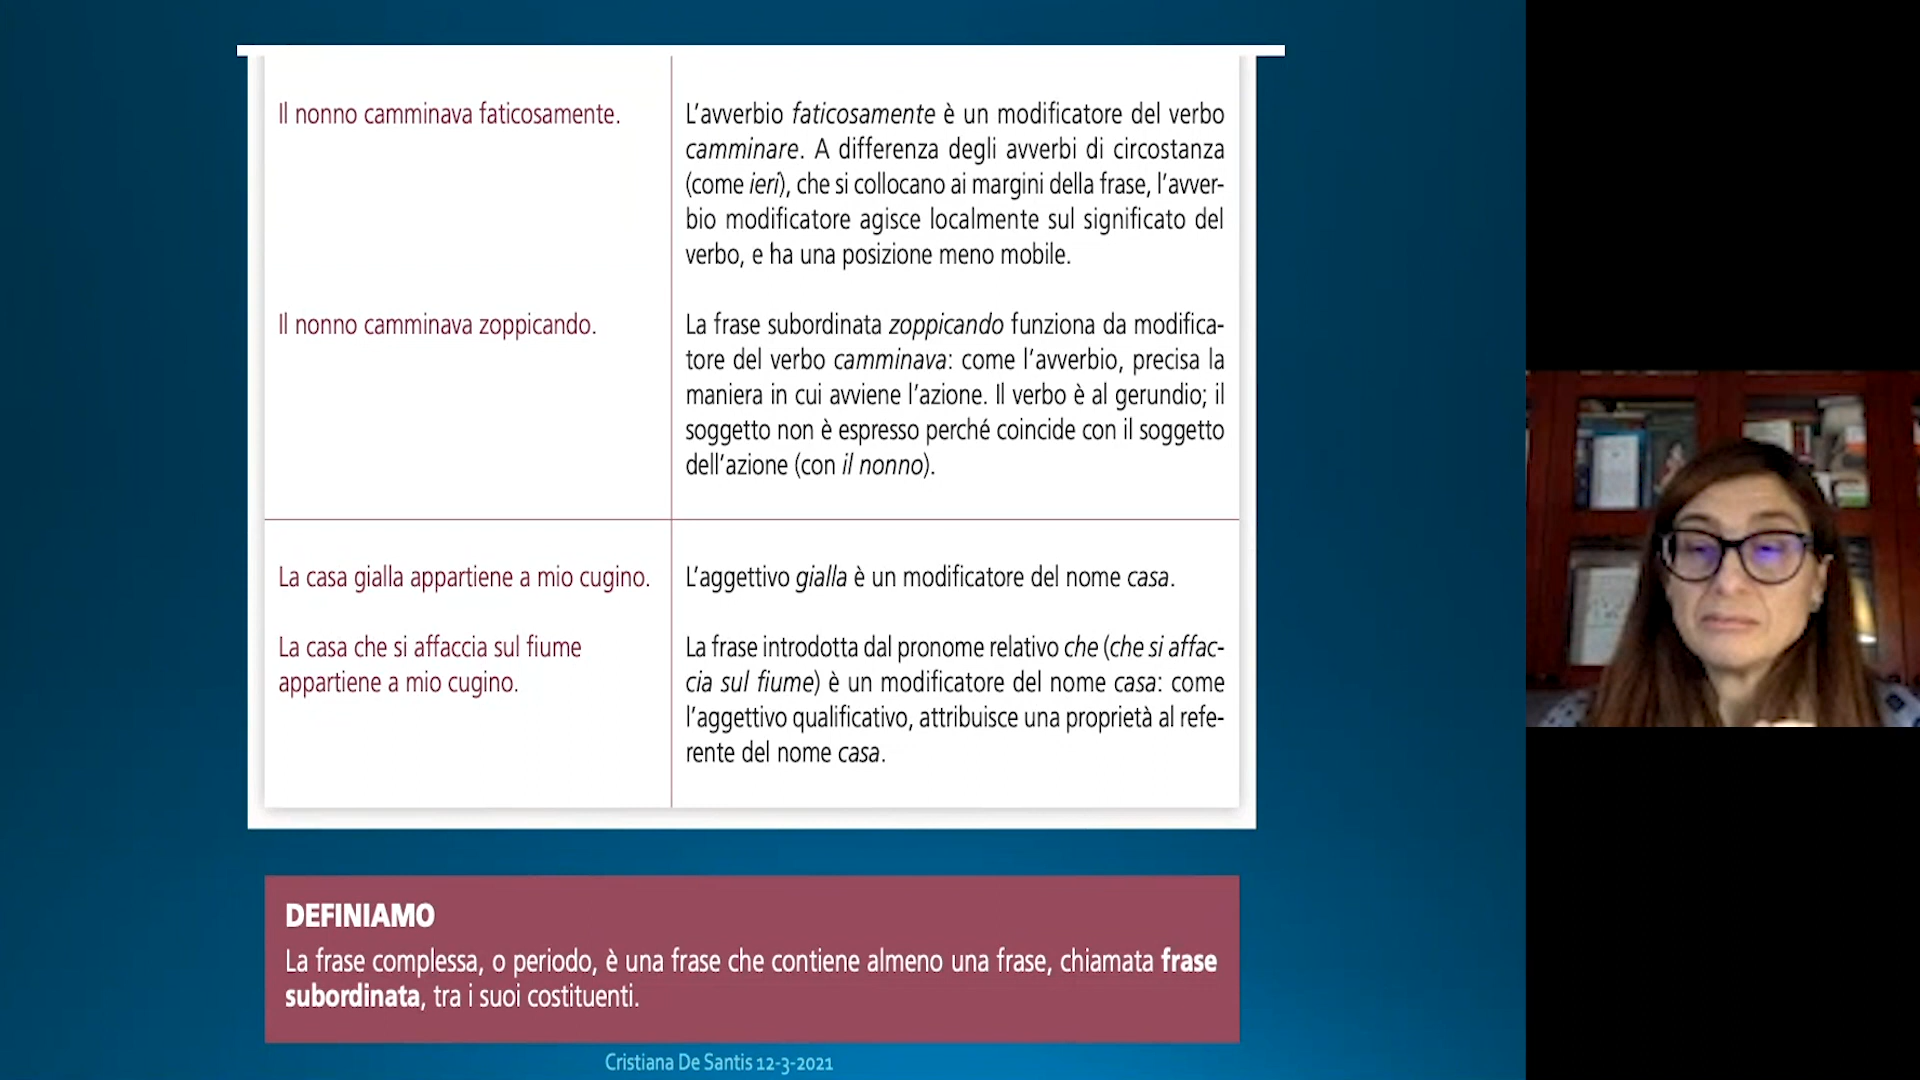 Il nonno camminava faticosamente.
L'avverbio faticosamente è un modificatore del verbo
camminare. A differenza degli avverbi di circostanza
(come ieri), che si collocano ai margini della frase, l'avver-
bio modificatore agisce localmente sul significato del
verbo, e ha una posizione meno mobile.
Il nonno camminava zoppicando.
La frase subordinata zoppicando funziona da modifica-
tore del verbo camminava: come l'avverbio, precisa la
maniera in cui avviene l'azione. Il verbo è al gerundio; il
soggetto non è espresso perché coincide con il soggetto
dell'azione (con il nonno).
La casa gialla appartiene a mio cugino.
L'aggettivo gialla è un modificatore del nome casa.
La casa che si affaccia sul fiume
appartiene a mio cugino.
La frase introdotta dal pronome relativo che (che si affac-
cia sul fiume) è un modificatore del nome casa: come
l'aggettivo qualificativo, attribuisce una proprietà al refe-
rente del nome casa.
DEFINIAMO
La frase complessa, o periodo, è una frase che contiene almeno una frase, chiamata frase
subordinata, tra i suoi costituenti.
Cristiana De Santis 12-3-2021